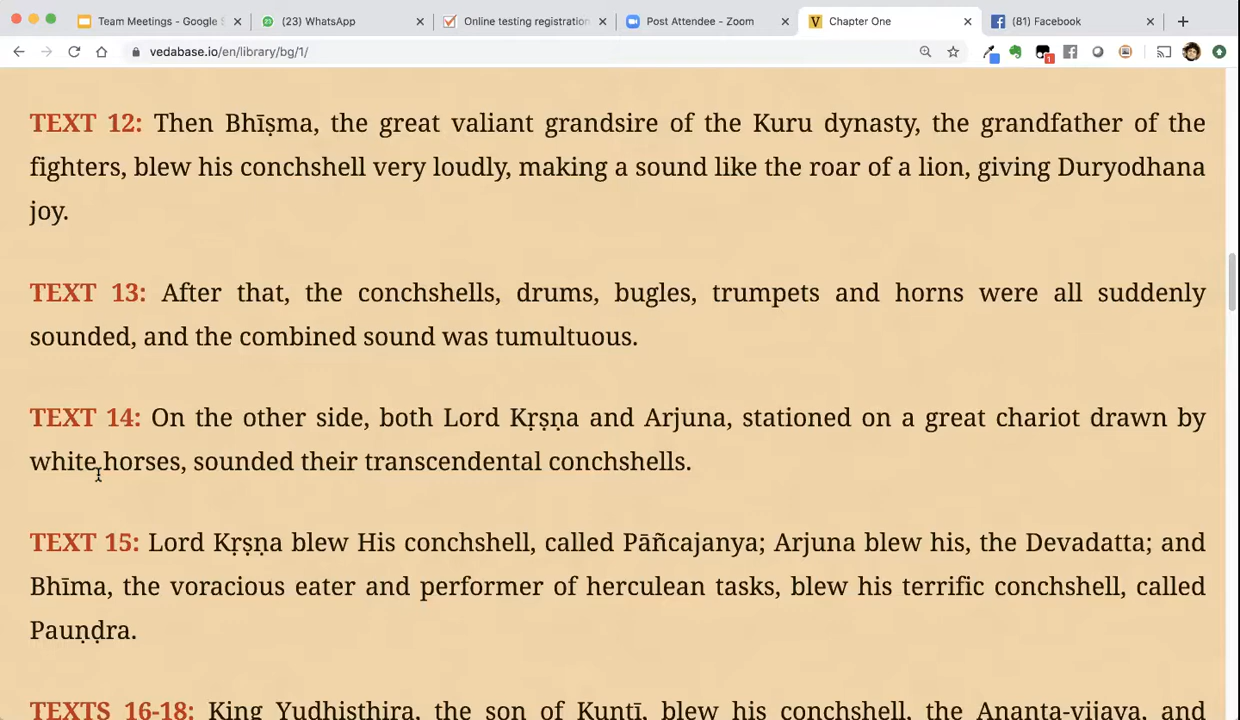 Team Meetings - Google S
(23) WhatsApp
Online testing registration
Post Attendee - Zoom
Chapter One
(81) Facebook
vedabase.io/en/library/bg/1/
TEXT 12: Then Bhīṣma, the great valiant grandsire of the Kuru dynasty, the grandfather of the
fighters, blew his conchshell very loudly, making a sound like the roar of a lion, giving Duryodhana
joy.
TEXT 13: After that, the conchshells, drums, bugles, trumpets and horns were all suddenly
sounded, and the combined sound was tumultuous.
TEXT 14: On the other side, both Lord Kṛṣṇa and Arjuna, stationed on a great chariot drawn by
white horses, sounded their transcendental conchshells.
TEXT 15: Lord Kṛṣṇa blew His conchshell, called Pāñcajanya; Arjuna blew his, the Devadatta; and
Bhīma, the voracious eater and performer of herculean tasks, blew his terrific conchshell, called
Pauṇḍra.
TEXTS 16-18: King Yudhiṣṭhira, the son of Kuntī, blew his conchshell, the Ananta-vijaya, and